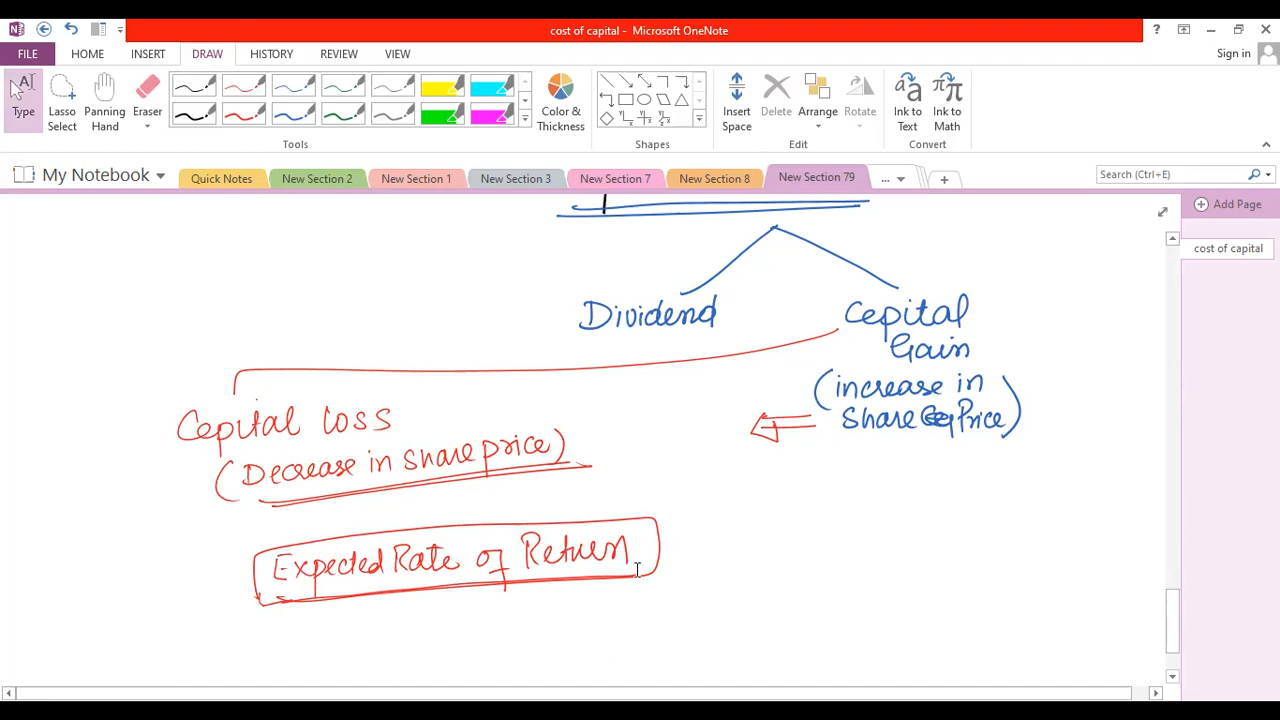 cost of capital - Microsoft OneNote
?
FILE HOME INSERT DRAW HISTORY REVIEW VIEW
Sign in
Type
Lasso Select
Panning Hand
Eraser
Color & Thickness
Insert Space
Delete
Arrange
Rotate
Ink to Text
Ink to Math
Tools
Shapes
Edit
Convert
My Notebook
Quick Notes
New Section 2
New Section 1
New Section 3
New Section 7
New Section 8
New Section 79
...
Search (Ctrl+E)
Add Page
cost of capital
Dividend
Cepital
Gain
(increase in
Share Price)
Cepital loss
(Decrease in share price)
Expected Rate of Return